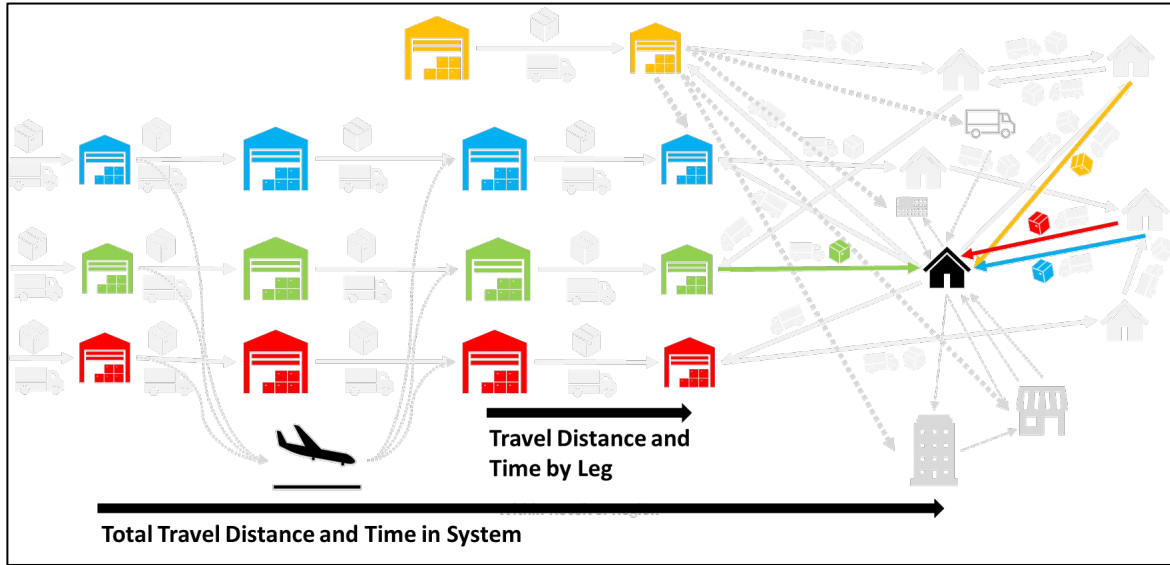 Travel Distance and
Time by Leg
Total Travel Distance and Time in System